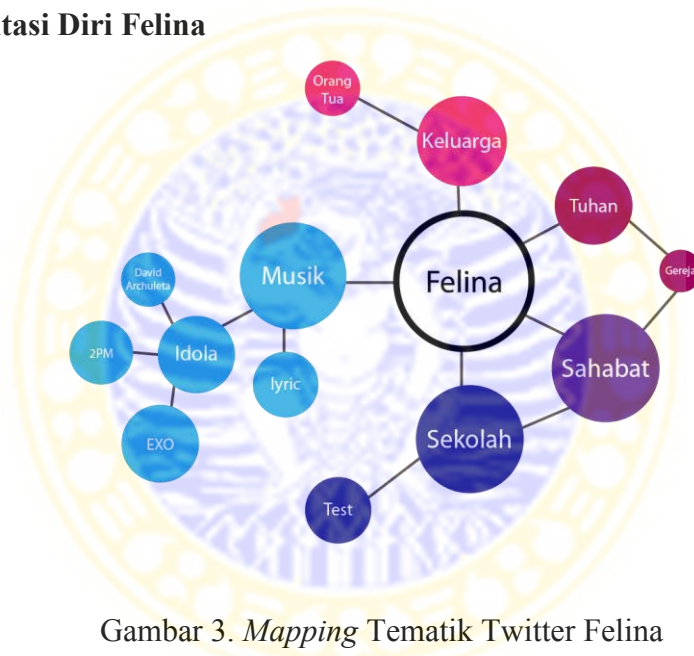 tasi Diri Felina
Orang
Tua
Keluarga
Tuhan
Gereja
Felina
Musik
David
Archuleta
2PM
Idola
lyric
EXO
Sahabat
Sekolah
Test
Gambar 3. Mapping Tematik Twitter Felina